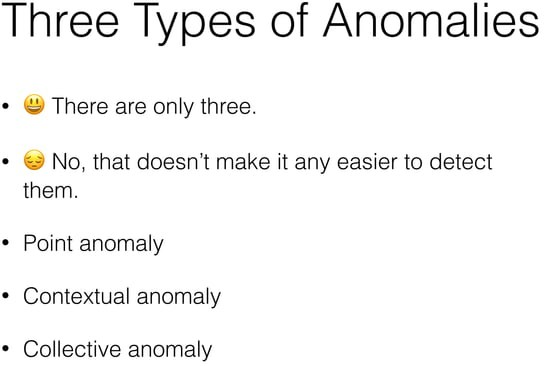 Three Types of Anomalies
• 😃 There are only three.
• 😔 No, that doesn’t make it any easier to detect
them.
• Point anomaly
• Contextual anomaly
• Collective anomaly